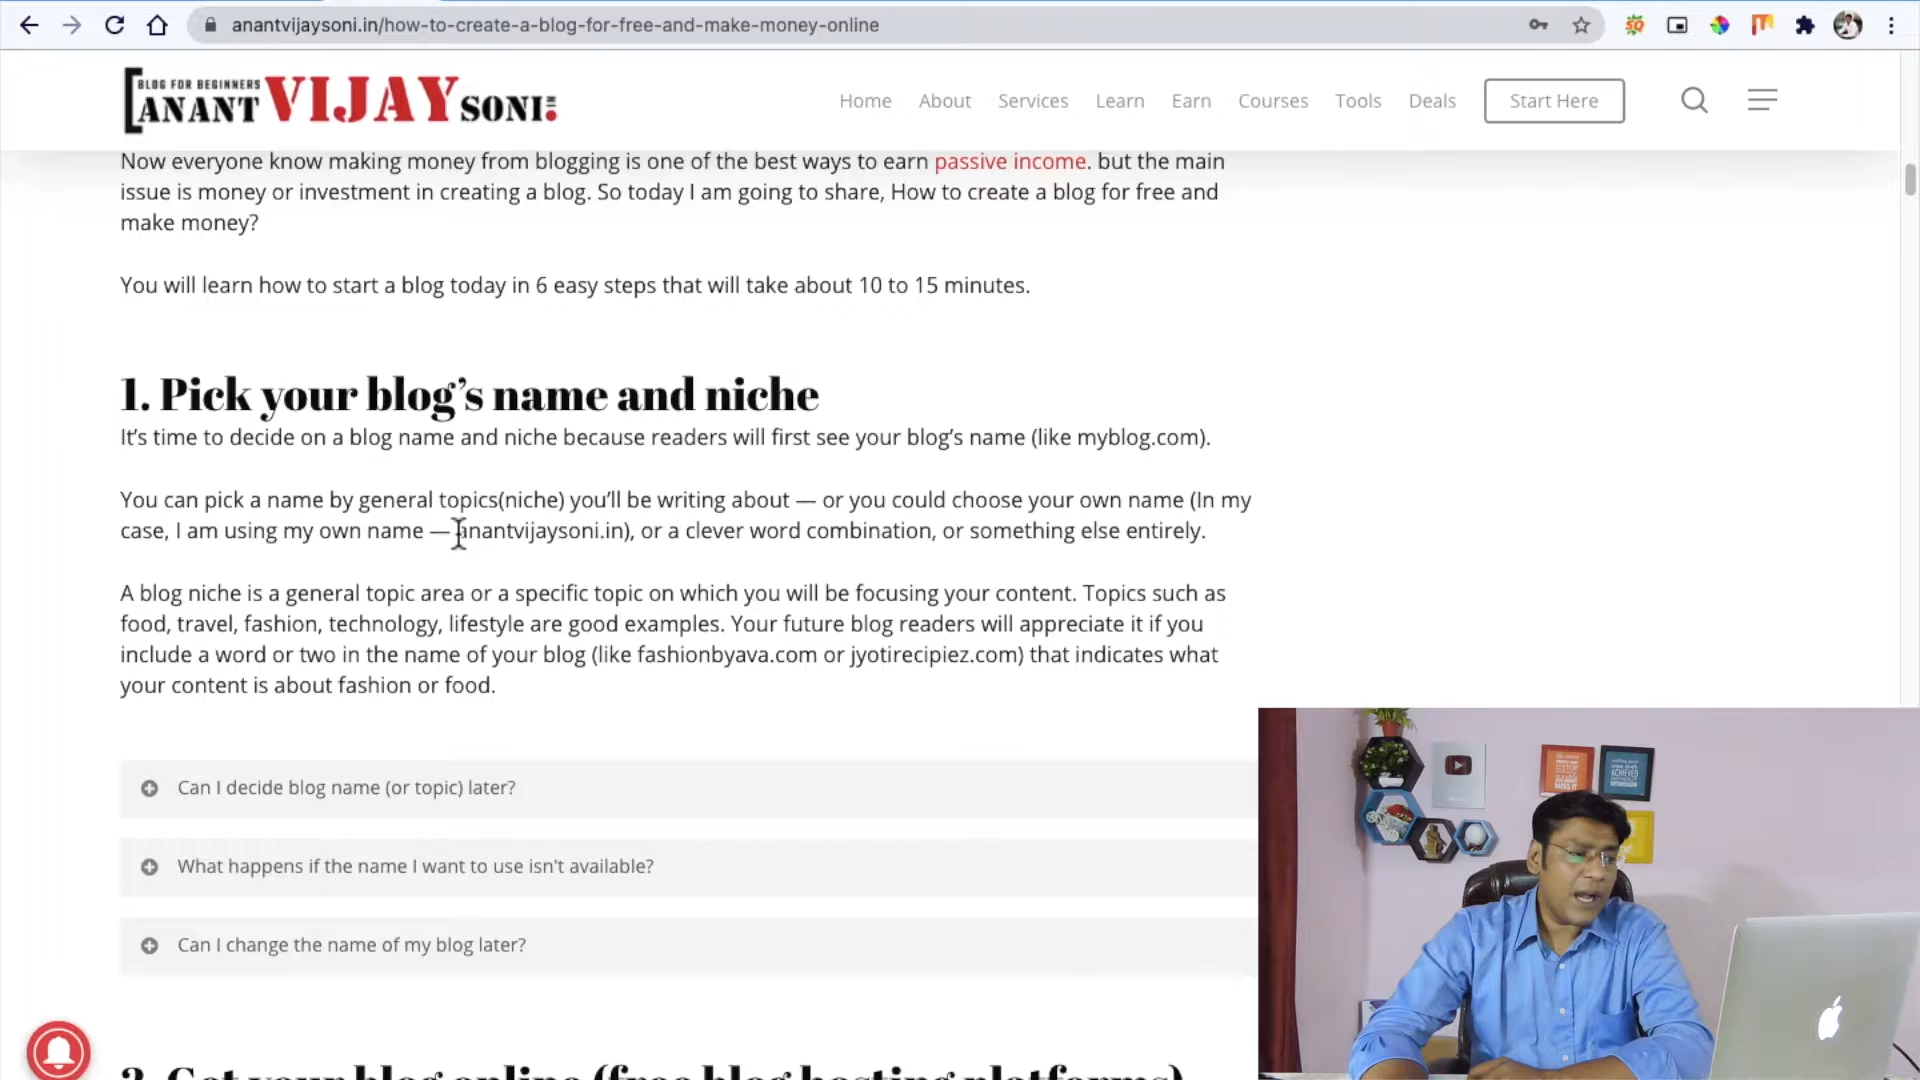 anantvijaysoni.in/how-to-create-a-blog-for-free-and-make-money-online
BLOG FOR BEGINNERS
ANANT VIJAY SONI
Home About Services Learn Earn Courses Tools Deals Start Here
Now everyone know making money from blogging is one of the best ways to earn passive income. but the main
issue is money or investment in creating a blog. So today I am going to share, How to create a blog for free and
make money?
You will learn how to start a blog today in 6 easy steps that will take about 10 to 15 minutes.
1. Pick your blog’s name and niche
It’s time to decide on a blog name and niche because readers will first see your blog’s name (like myblog.com).
You can pick a name by general topics(niche) you’ll be writing about — or you could choose your own name (In my
case, I am using my own name — anantvijaysoni.in), or a clever word combination, or something else entirely.
A blog niche is a general topic area or a specific topic on which you will be focusing your content. Topics such as
food, travel, fashion, technology, lifestyle are good examples. Your future blog readers will appreciate it if you
include a word or two in the name of your blog (like fashionbyava.com or jyotirecipiez.com) that indicates what
your content is about fashion or food.
Can I decide blog name (or topic) later?
What happens if the name I want to use isn't available?
Can I change the name of my blog later?
2. Get your blog online (free blog hosting platforms)